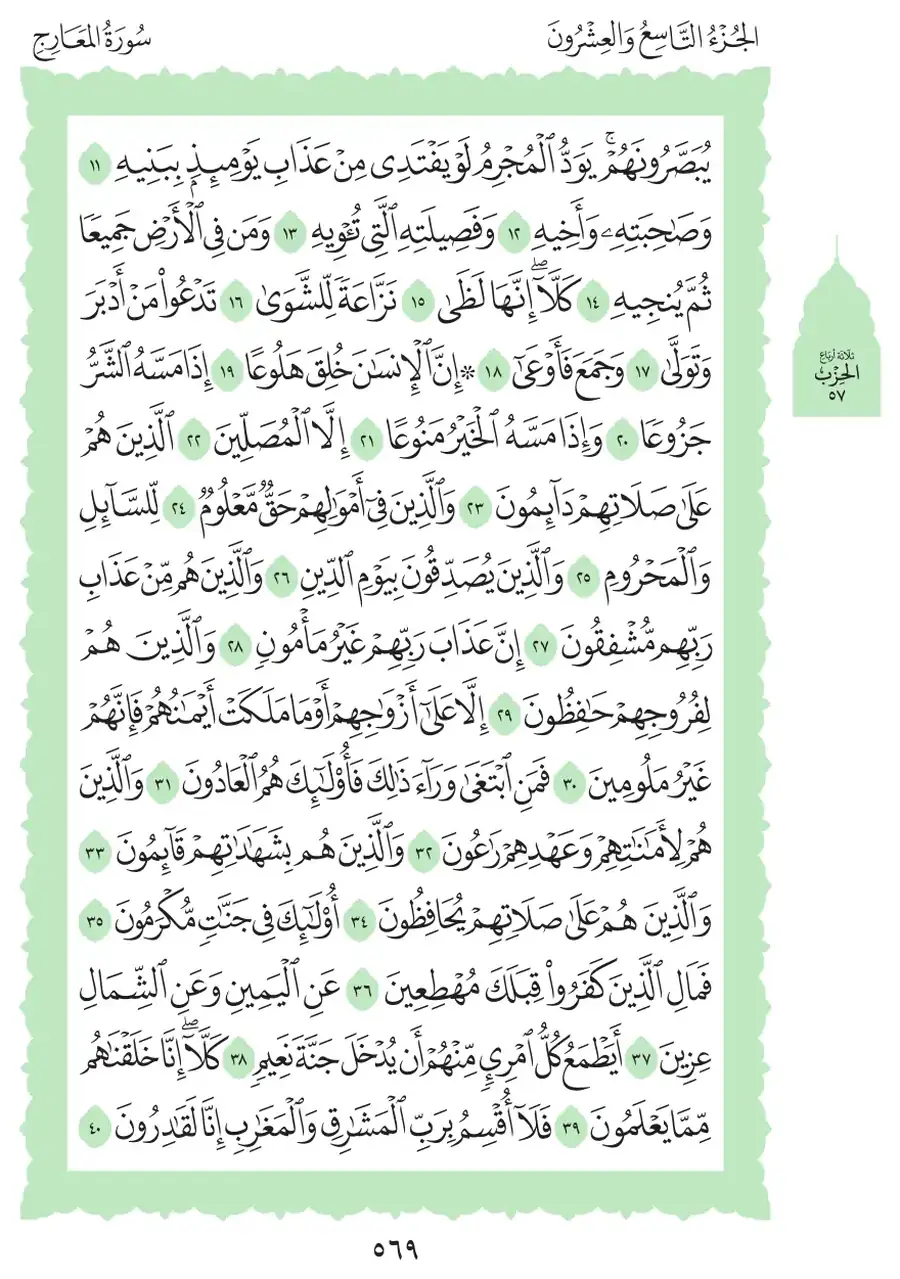 الجُزْءُ التَّاسِعُ وَالعِشْرُونَ
سُورَةُ المَعَارِجِ
يُبَصَّرُونَهُمۡۚ يَوَدُّ ٱلۡمُجۡرِمُ لَوۡ يَفۡتَدِي مِنۡ عَذَابِ يَوۡمِئِذِۭ بِبَنِيهِ ١١
وَصَٰحِبَتِهِۦ وَأَخِيهِ ١٢ وَفَصِيلَتِهِ ٱلَّتِي تُـٔۡوِيهِ ١٣ وَمَن فِي ٱلۡأَرۡضِ جَمِيعٗا
ثُمَّ يُنجِيهِ ١٤ كَلَّآۖ إِنَّهَا لَظَىٰ ١٥ نَزَّاعَةٗ لِّلشَّوَىٰ ١٦ تَدۡعُواْ مَنۡ أَدۡبَرَ
وَتَوَلَّىٰ ١٧ وَجَمَعَ فَأَوۡعَىٰٓ ١٨ *إِنَّ ٱلۡإِنسَٰنَ خُلِقَ هَلُوعًا ١٩ إِذَا مَسَّهُ ٱلشَّرُّ
جَزُوعٗا ٢٠ وَإِذَا مَسَّهُ ٱلۡخَيۡرُ مَنُوعًا ٢١ إِلَّا ٱلۡمُصَلِّينَ ٢٢ ٱلَّذِينَ هُمۡ
عَلَىٰ صَلَاتِهِمۡ دَآئِمُونَ ٢٣ وَٱلَّذِينَ فِيٓ أَمۡوَٰلِهِمۡ حَقّٞ مَّعۡلُومٞ ٢٤ لِّلسَّآئِلِ
وَٱلۡمَحۡرُومِ ٢٥ وَٱلَّذِينَ يُصَدِّقُونَ بِيَوۡمِ ٱلدِّينِ ٢٦ وَٱلَّذِينَ هُم مِّنۡ عَذَابِ
رَبِّهِم مُّشۡفِقُونَ ٢٧ إِنَّ عَذَابَ رَبِّهِمۡ غَيۡرُ مَأۡمُونٖ ٢٨ وَٱلَّذِينَ هُمۡ
لِفُرُوجِهِمۡ حَٰفِظُونَ ٢٩ إِلَّا عَلَىٰٓ أَزۡوَٰجِهِمۡ أَوۡ مَا مَلَكَتۡ أَيۡمَٰنُهُمۡ فَإِنَّهُمۡ
غَيۡرُ مَلُومِينَ ٣٠ فَمَنِ ٱبۡتَغَىٰ وَرَآءَ ذَٰلِكَ فَأُوْلَٰٓئِكَ هُمُ ٱلۡعَادُونَ ٣١ وَٱلَّذِينَ
هُمۡ لِأَمَٰنَٰتِهِمۡ وَعَهۡدِهِمۡ رَٰعُونَ ٣٢ وَٱلَّذِينَ هُم بِشَهَٰدَٰتِهِمۡ قَآئِمُونَ ٣٣
وَٱلَّذِينَ هُمۡ عَلَىٰ صَلَاتِهِمۡ يُحَافِظُونَ ٣٤ أُوْلَٰٓئِكَ فِي جَنَّٰتٖ مُّكۡرَمُونَ ٣٥
فَمَالِ ٱلَّذِينَ كَفَرُواْ قِبَلَكَ مُهۡطِعِينَ ٣٦ عَنِ ٱلۡيَمِينِ وَعَنِ ٱلشِّمَالِ
عِزِينَ ٣٧ أَيَطۡمَعُ كُلُّ ٱمۡرِيٕٖ مِّنۡهُمۡ أَن يُدۡخَلَ جَنَّةَ نَعِيمٖ ٣٨ كَلَّآۖ إِنَّا خَلَقۡنَٰهُم
مِّمَّا يَعۡلَمُونَ ٣٩ فَلَآ أُقۡسِمُ بِرَبِّ ٱلۡمَشَٰرِقِ وَٱلۡمَغَٰرِبِ إِنَّا لَقَٰدِرُونَ ٤٠
ثلاثة أرباع
الحِزْب
٥٧
٥٦٩